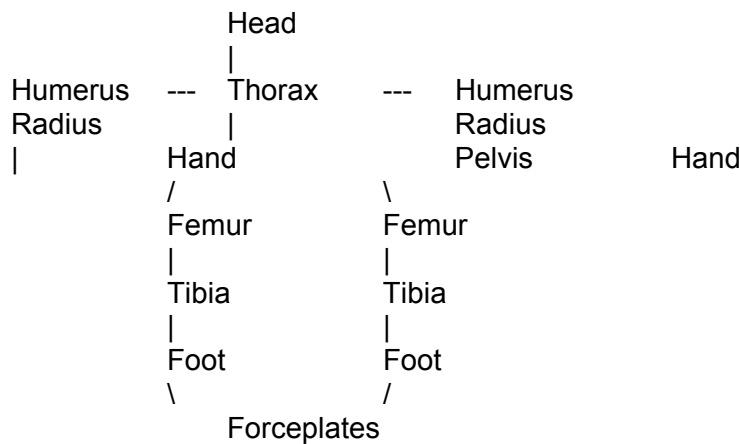 Head
|
Humerus --- Thorax --- Humerus
Radius | Radius
| Hand Pelvis Hand
/ \
Femur Femur
| |
Tibia Tibia
| |
Foot Foot
\ /
Forceplates